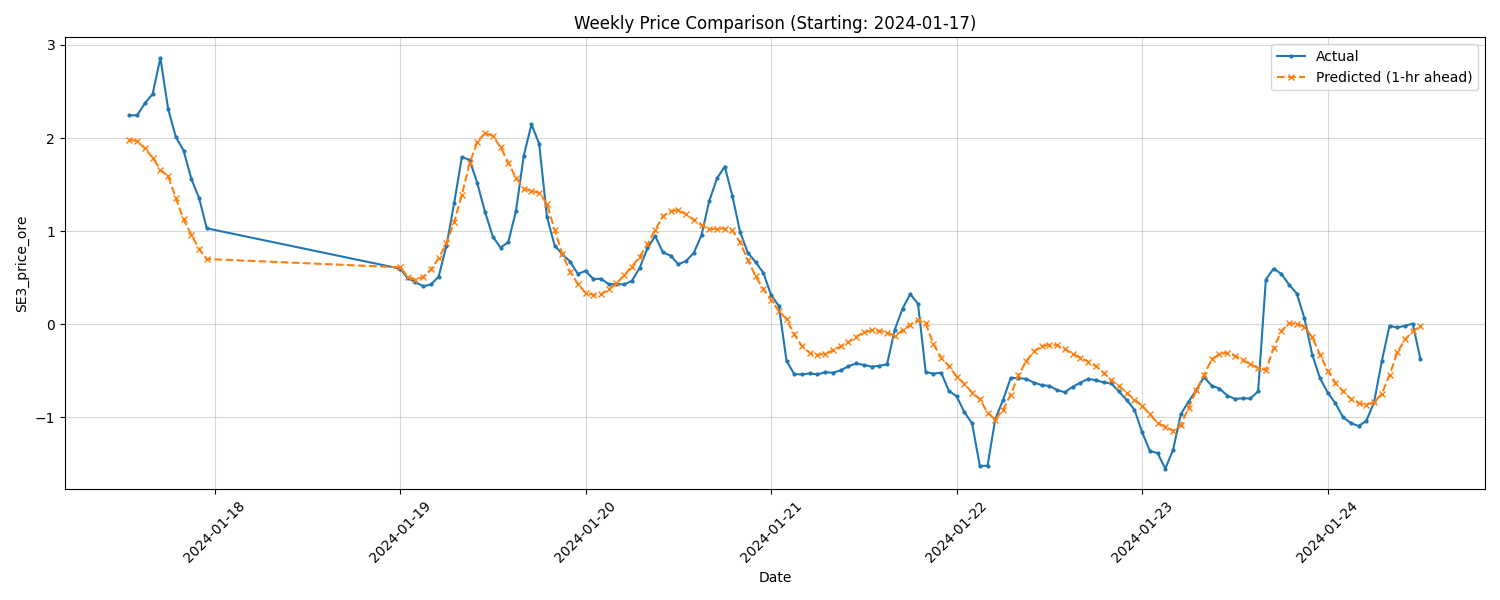 Weekly Price Comparison (Starting: 2024-01-17)
Actual
Predicted (1-hr ahead)
SE3_price_ore
3
2
1
0
−1
2024-01-18
2024-01-19
2024-01-20
2024-01-21
2024-01-22
2024-01-23
2024-01-24
Date